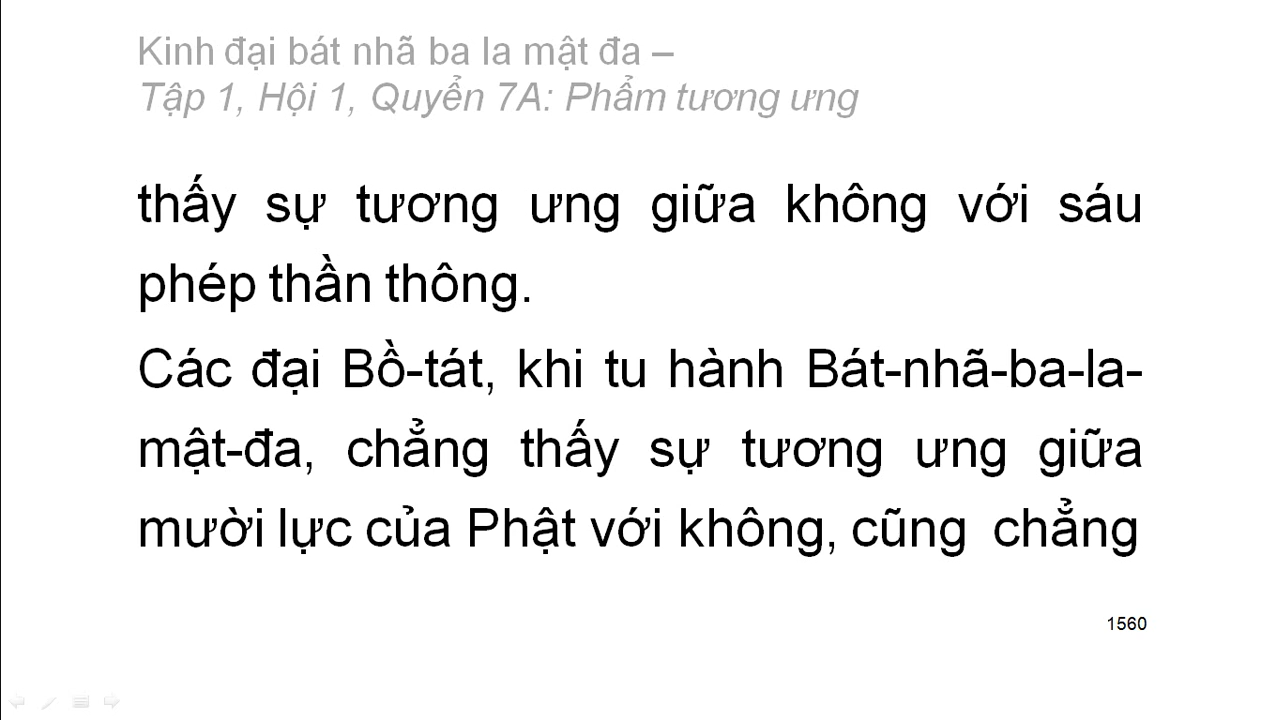 Kinh đại bát nhã ba la mật đa –
Tập 1, Hội 1, Quyển 7A: Phẩm tương ưng
thấy sự tương ưng giữa không với sáu
phép thần thông.
Các đại Bồ-tát, khi tu hành Bát-nhã-ba-la-
mật-đa, chẳng thấy sự tương ưng giữa
mười lực của Phật với không, cũng chẳng
1560